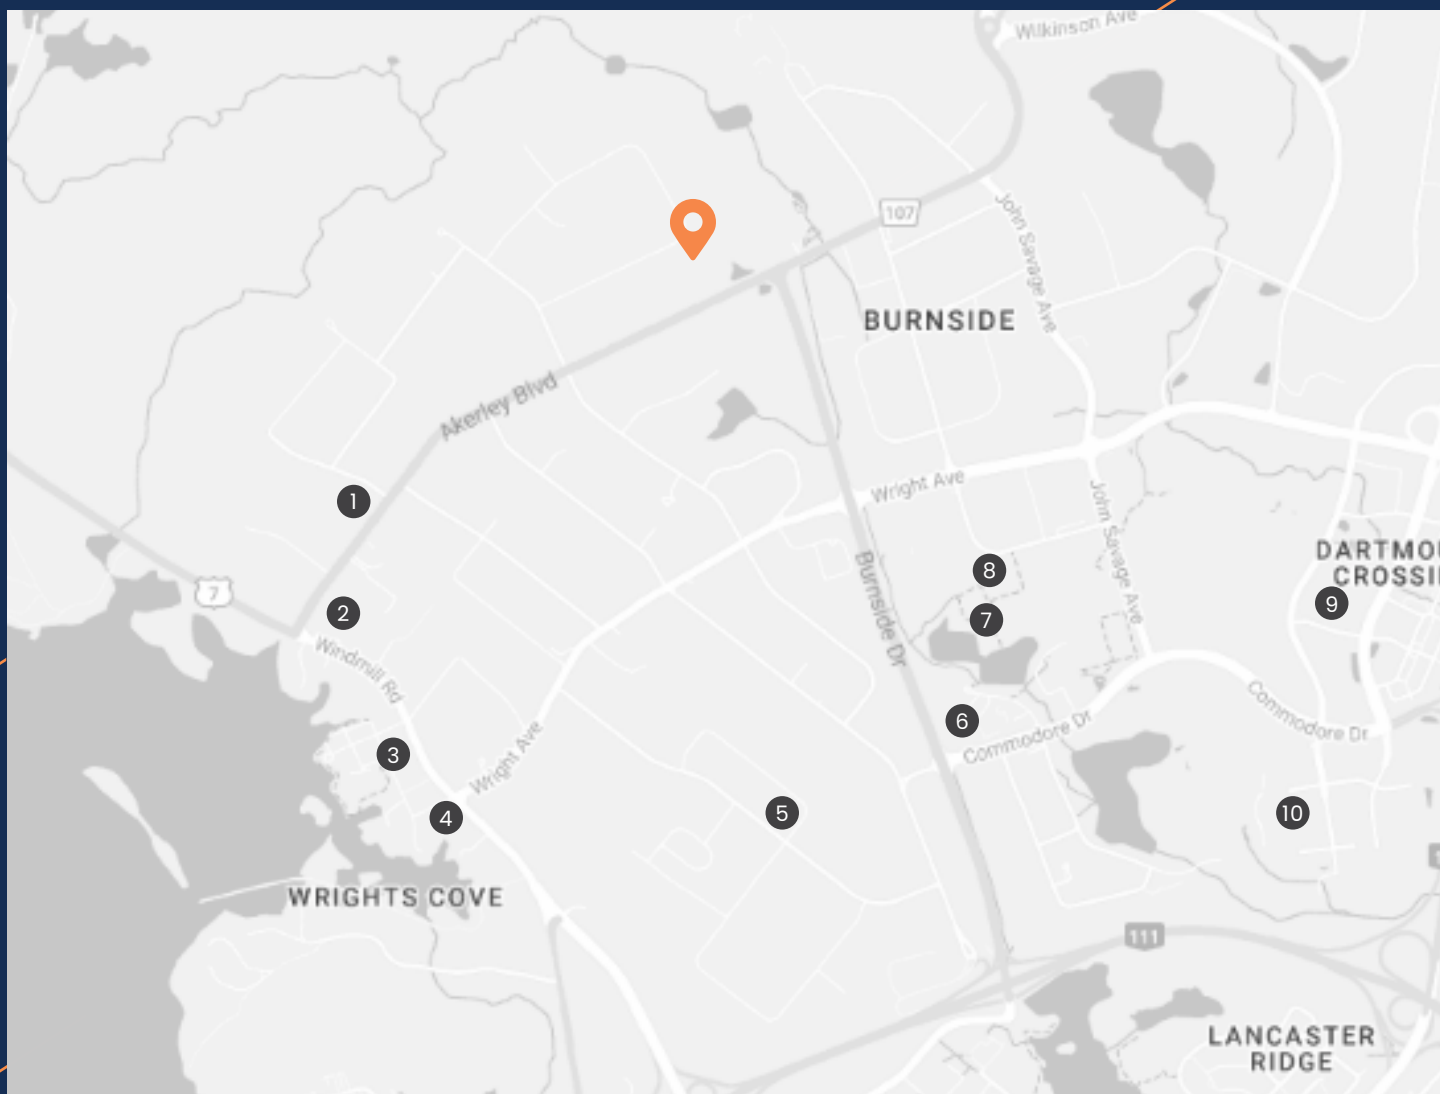 Wilkinson Ave
107
John Savage Ave
BURNSIDE
Akerley Blvd
Wright Ave
1
John Savage Ave
Burnside Dr
DARTMOU
CROSSI
8
7
2
7
9
Windmill Rd
Commodore Dr
6
Commodore Dr
3
Wright Ave
4
5
10
WRIGHTS COVE
111
LANCASTER
RIDGE